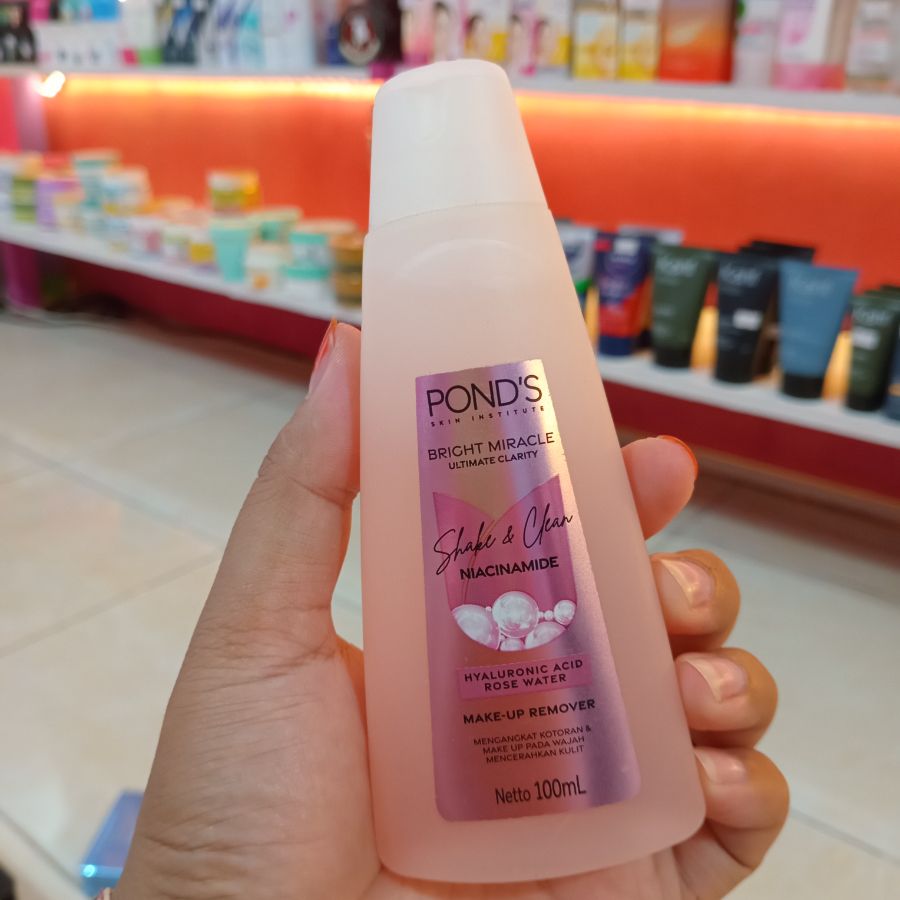 POND'S
SKIN INSTITUTE
BRIGHT MIRACLE
ULTIMATE CLARITY
Shake & Clean
NIACINAMIDE
HYALURONIC ACID
ROSE WATER
MAKE-UP REMOVER
MENGANGKAT KOTORAN &
MAKE UP PADA WAJAH
MENCERAHKAN KULIT
Netto 100mL